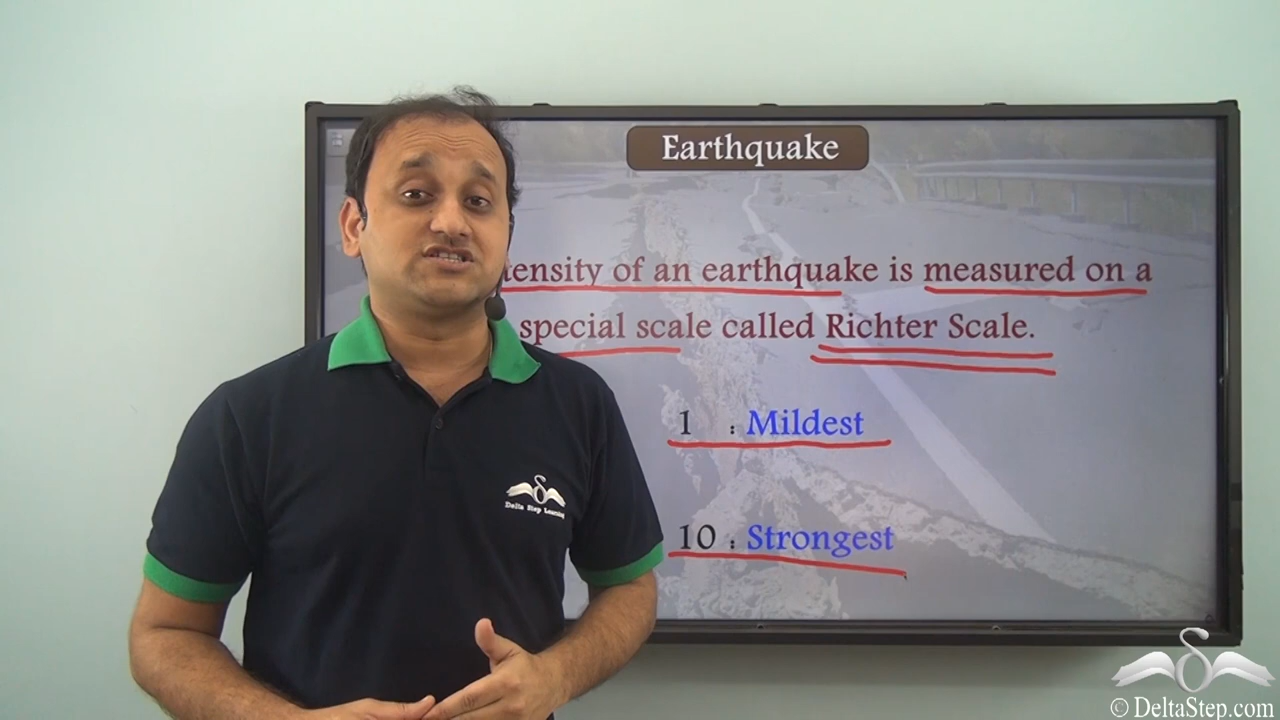 Earthquake
tensity of an earthquake is measured on a
special scale called Richter Scale.
1 : Mildest
10 : Strongest
Delta Step Learning
© DeltaStep.com